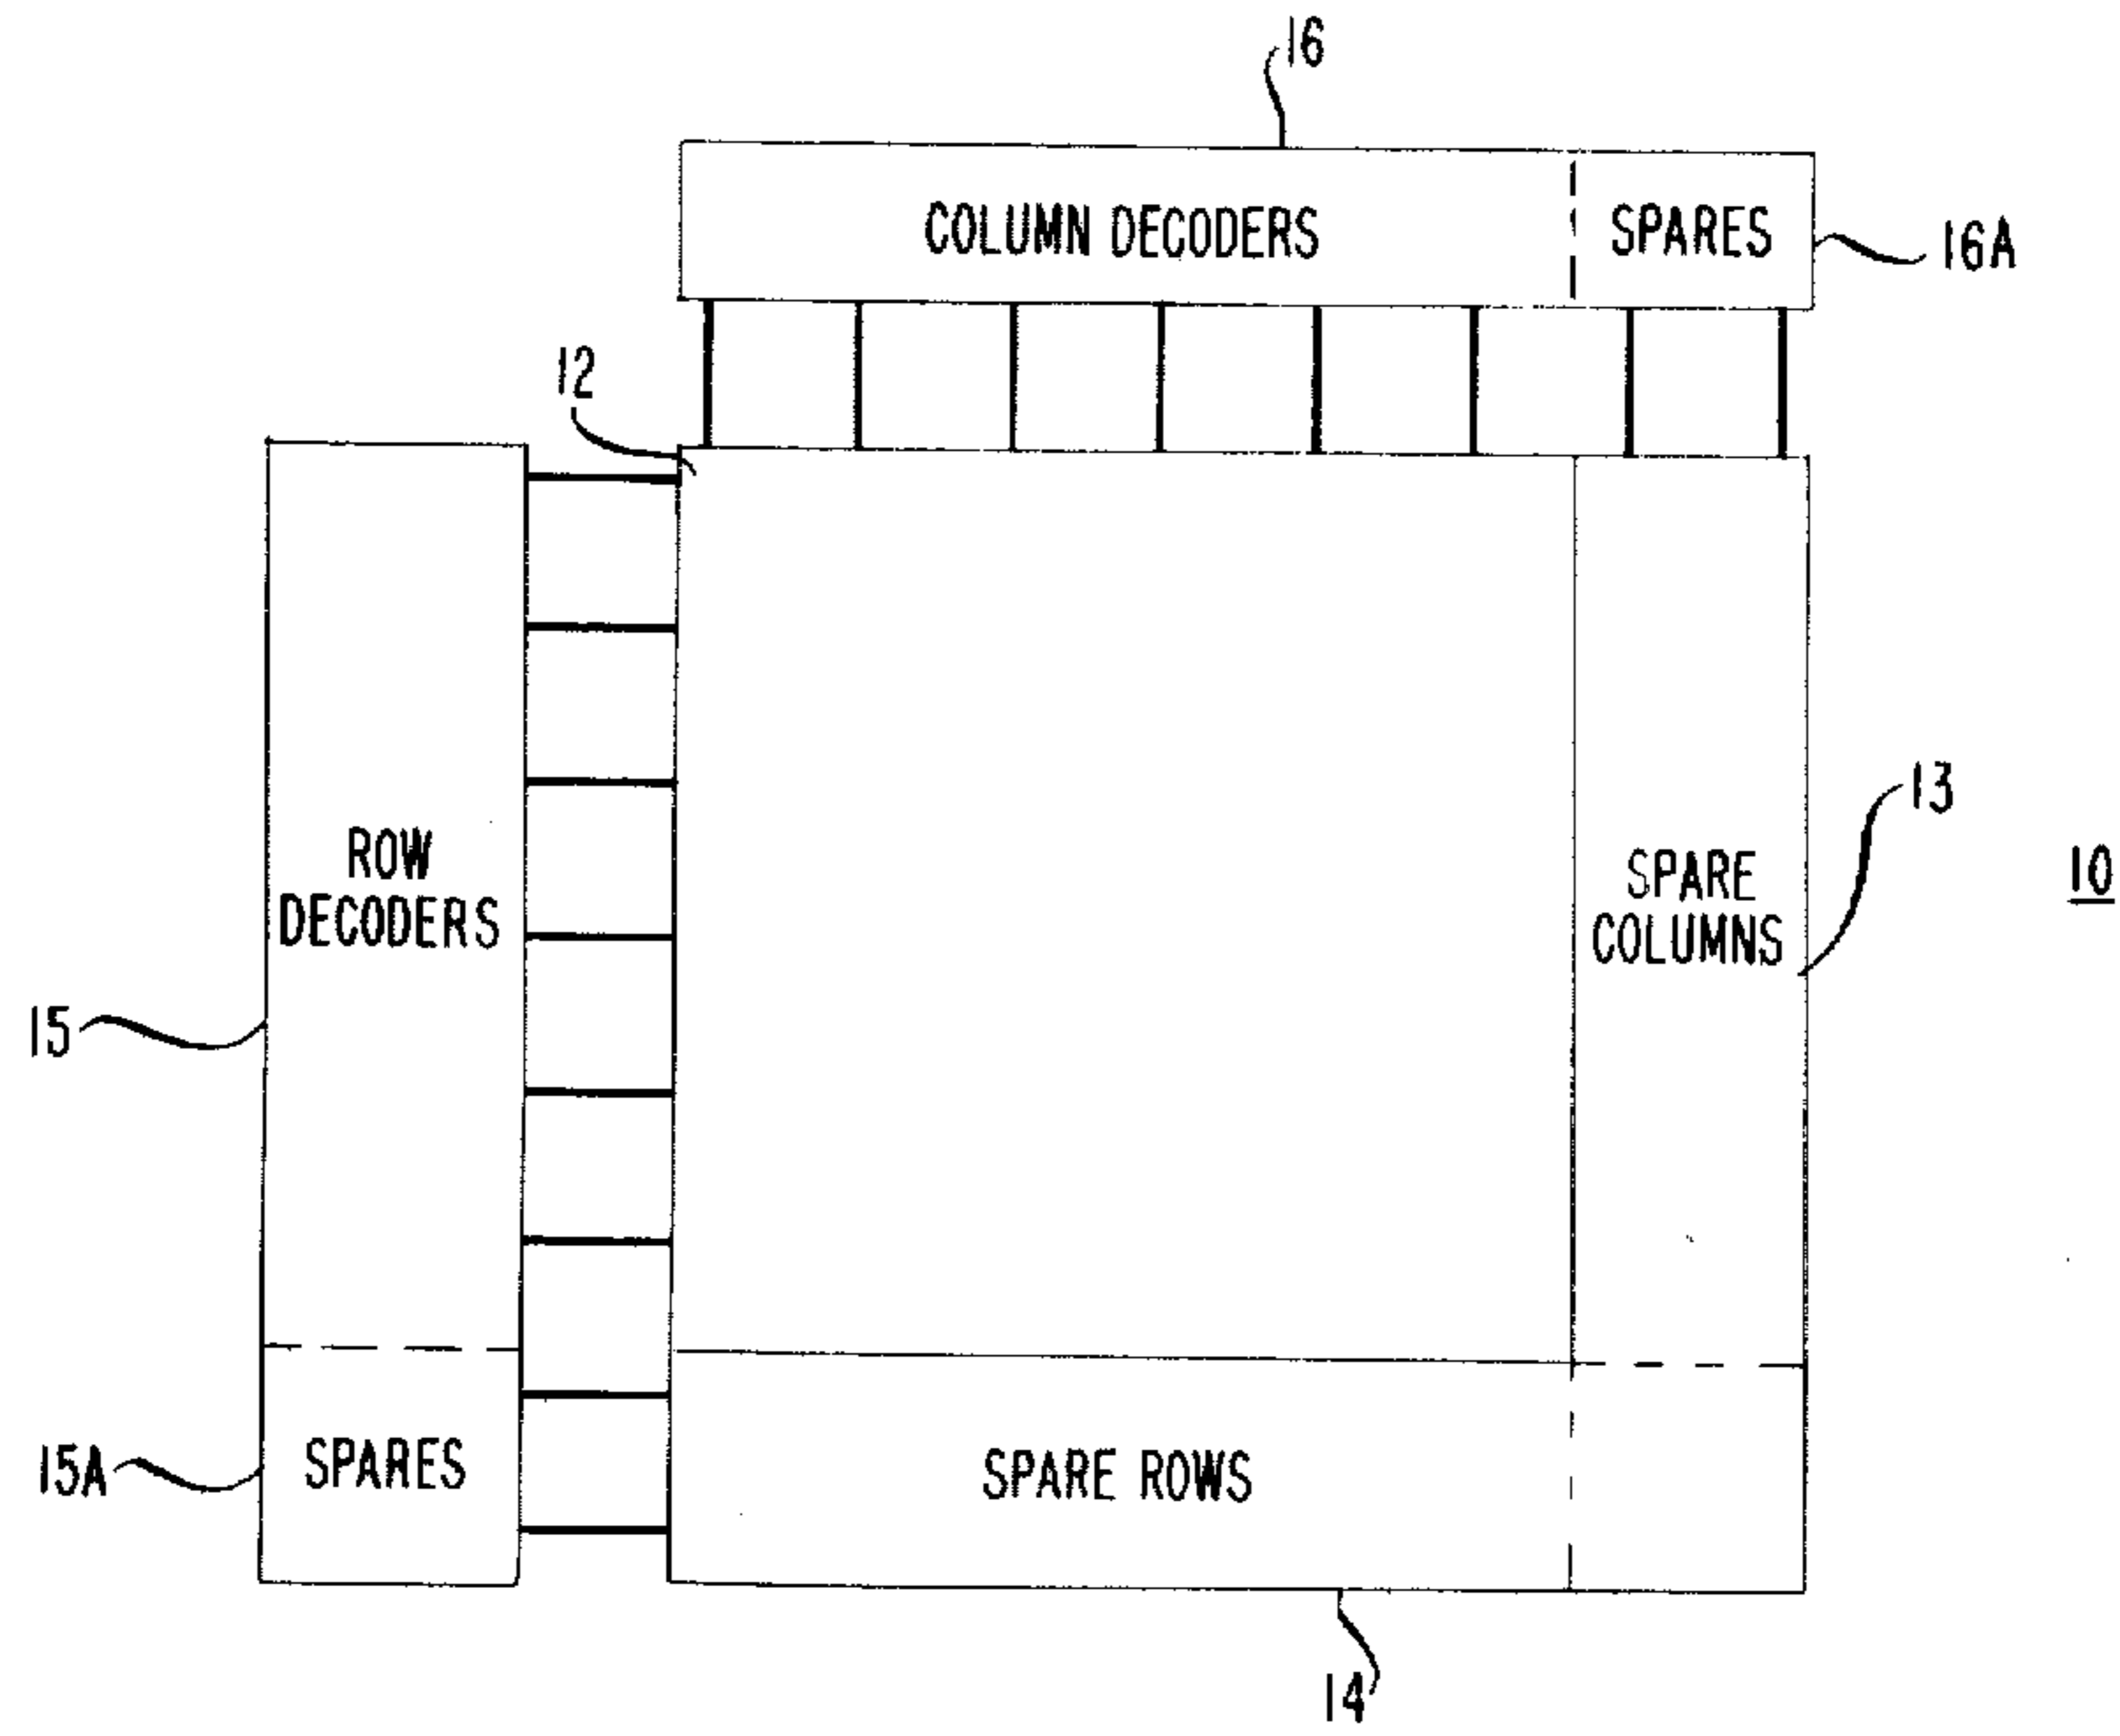 16
COLUMN DECODERS
SPARES
16A
12
13
ROW
DECODERS
SPARE
COLUMNS
10
15
15A
SPARES
SPARE ROWS
14